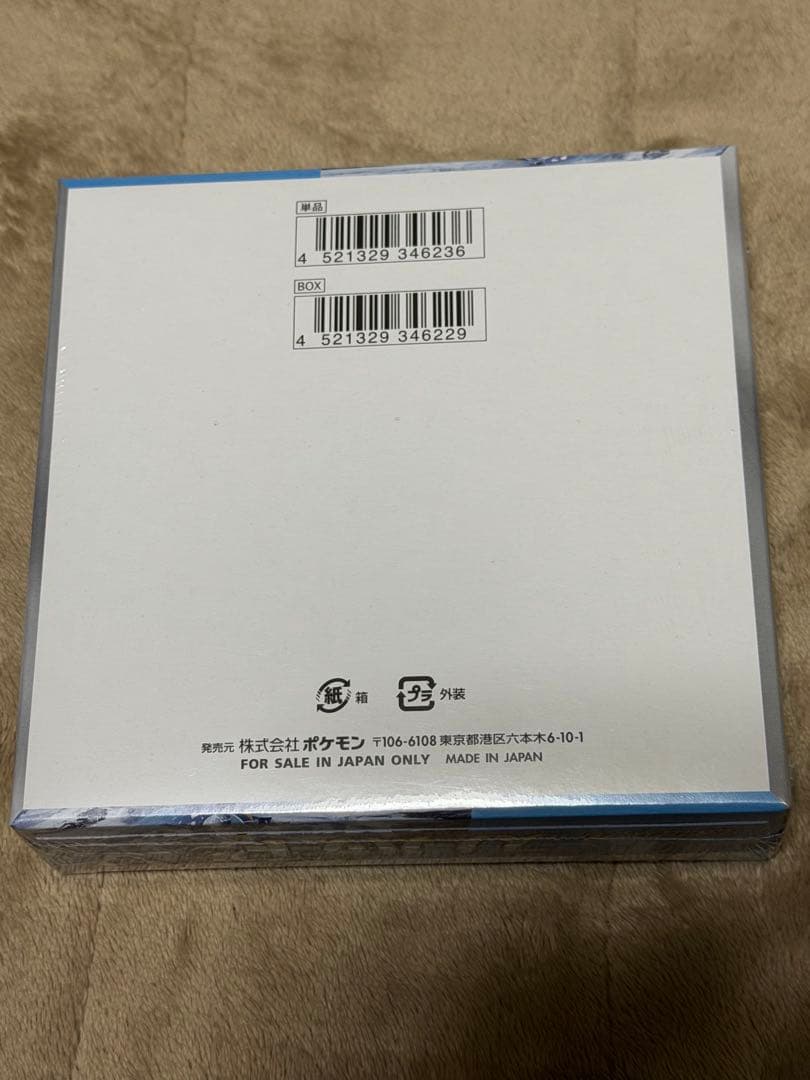 単品
4 521329 346236
BOX
4 521329 346229
紙 箱 プラ 外装
発売元 株式会社 ポケモン 〒106-6108 東京都港区六本木6-10-1
FOR SALE IN JAPAN ONLY MADE IN JAPAN